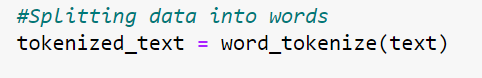 #Splitting data into words
tokenized_text = word_tokenize(text)